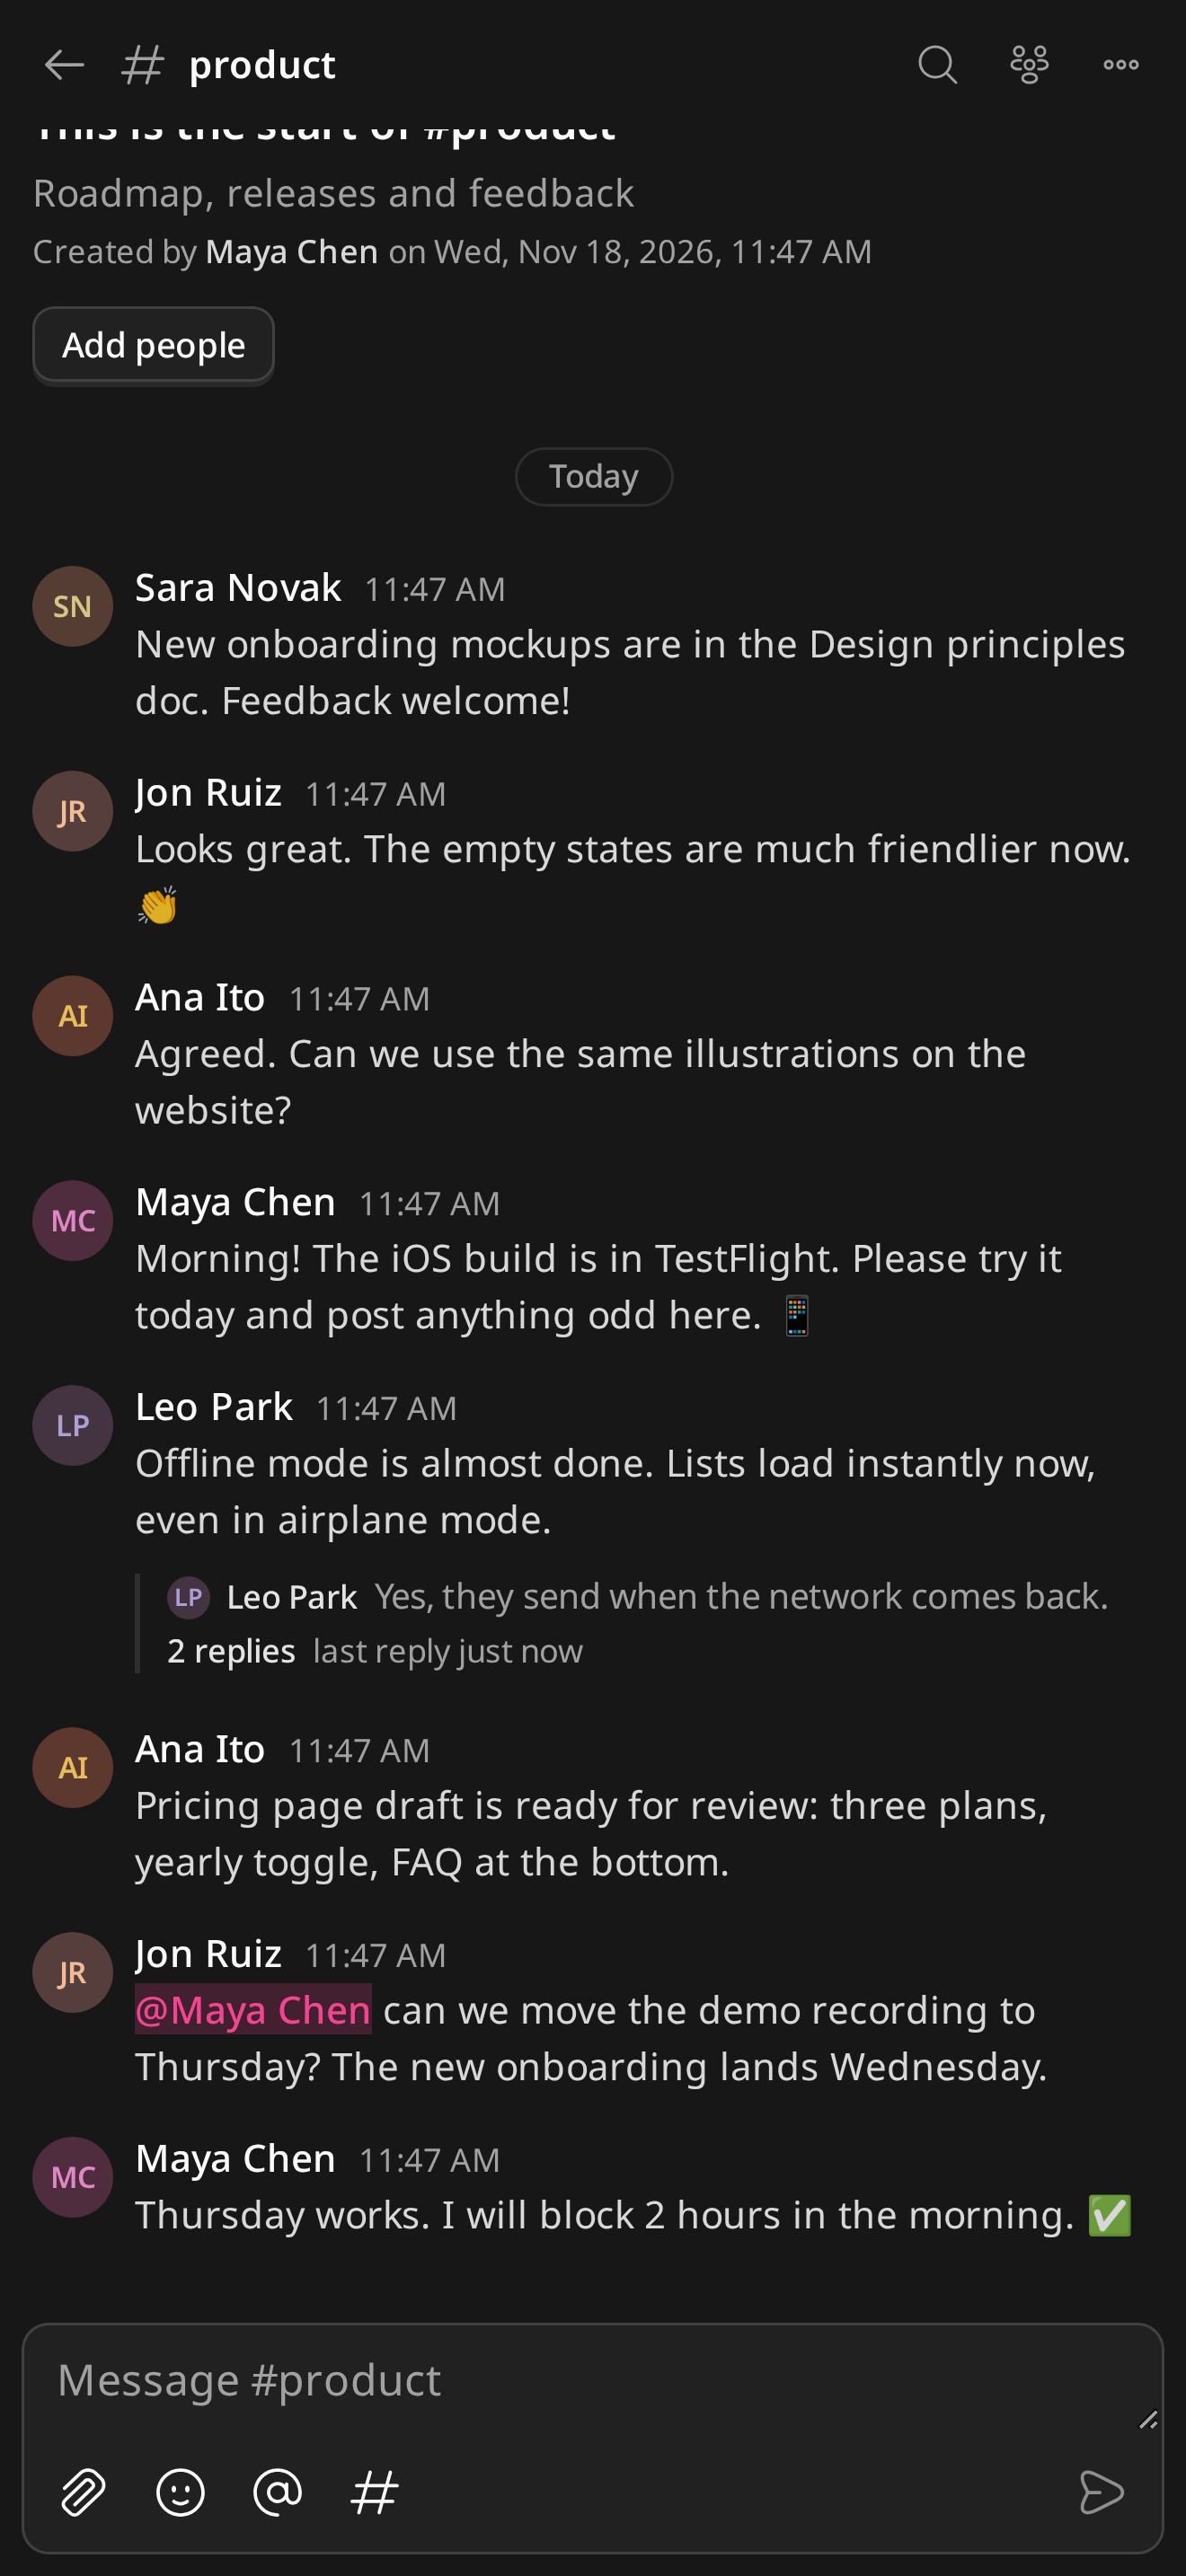 product
This is the start of #product
Roadmap, releases and feedback
Created by Maya Chen on Wed, Nov 18, 2026, 11:47 AM
Add people
Today
SN
Sara Novak 11:47 AM
New onboarding mockups are in the Design principles
doc. Feedback welcome!
JR
Jon Ruiz 11:47 AM
Looks great. The empty states are much friendlier now.
👏
AI
Ana Ito 11:47 AM
Agreed. Can we use the same illustrations on the
website?
MC
Maya Chen 11:47 AM
Morning! The iOS build is in TestFlight. Please try it
today and post anything odd here. 📱
LP
Leo Park 11:47 AM
Offline mode is almost done. Lists load instantly now,
even in airplane mode.
LP Leo Park Yes, they send when the network comes back.
2 replies last reply just now
AI
Ana Ito 11:47 AM
Pricing page draft is ready for review: three plans,
yearly toggle, FAQ at the bottom.
JR
Jon Ruiz 11:47 AM
@Maya Chen can we move the demo recording to
Thursday? The new onboarding lands Wednesday.
MC
Maya Chen 11:47 AM
Thursday works. I will block 2 hours in the morning. ✅
Message #product